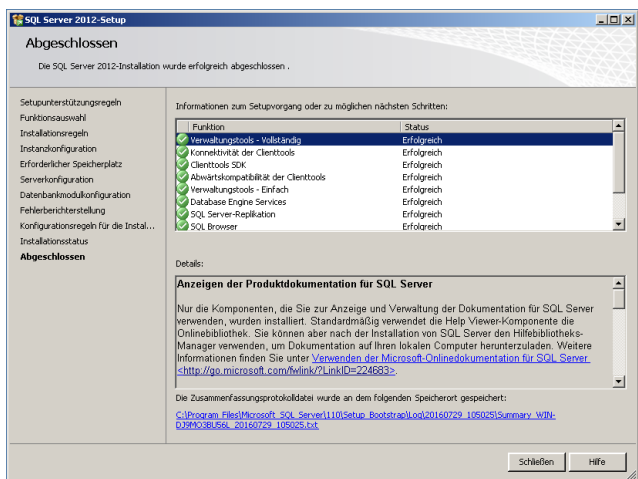 SQL Server 2012-Setup
Abgeschlossen
Die SQL Server 2012-Installation wurde erfolgreich abgeschlossen .
Setupunterstützungsregeln
Funktionsauswahl
Installationsregeln
Instanzkonfiguration
Erforderlicher Speicherplatz
Serverkonfiguration
Datenbankmodulkonfiguration
Fehlerberichterstellung
Konfigurationsregeln für die Instal...
Installationsstatus
Abgeschlossen
Informationen zum Setupvorgang oder zu möglichen nächsten Schritten:
Funktion Status
Verwaltungstools - Vollständig Erfolgreich
Konnektivität der Clienttools Erfolgreich
Clienttools SDK Erfolgreich
Abwärtskompatibilität der Clienttools Erfolgreich
Verwaltungstools - Einfach Erfolgreich
Database Engine Services Erfolgreich
SQL Server-Replikation Erfolgreich
SQL Browser Erfolgreich
Details:
Anzeigen der Produktdokumentation für SQL Server
Nur die Komponenten, die Sie zur Anzeige und Verwaltung der Dokumentation für SQL Server
verwenden, wurden installiert. Standardmäßig verwendet die Help Viewer-Komponente die
Onlinebibliothek. Sie können aber nach der Installation von SQL Server den Hilfebibliotheks-
Manager verwenden, um Dokumentation auf Ihren lokalen Computer herunterzuladen. Weitere
Informationen finden Sie unter Verwenden der Microsoft-Onlinedokumentation für SQL Server
<http://go.microsoft.com/fwlink/?LinkID=224683>.
Die Zusammenfassungsprotokolldatei wurde an dem folgenden Speicherort gespeichert:
C:\Program Files\Microsoft SQL Server\110\Setup Bootstrap\Log\20160729_105025\Summary_WIN-
DJ9MO3BU56L_20160729_105025.txt
Schließen Hilfe